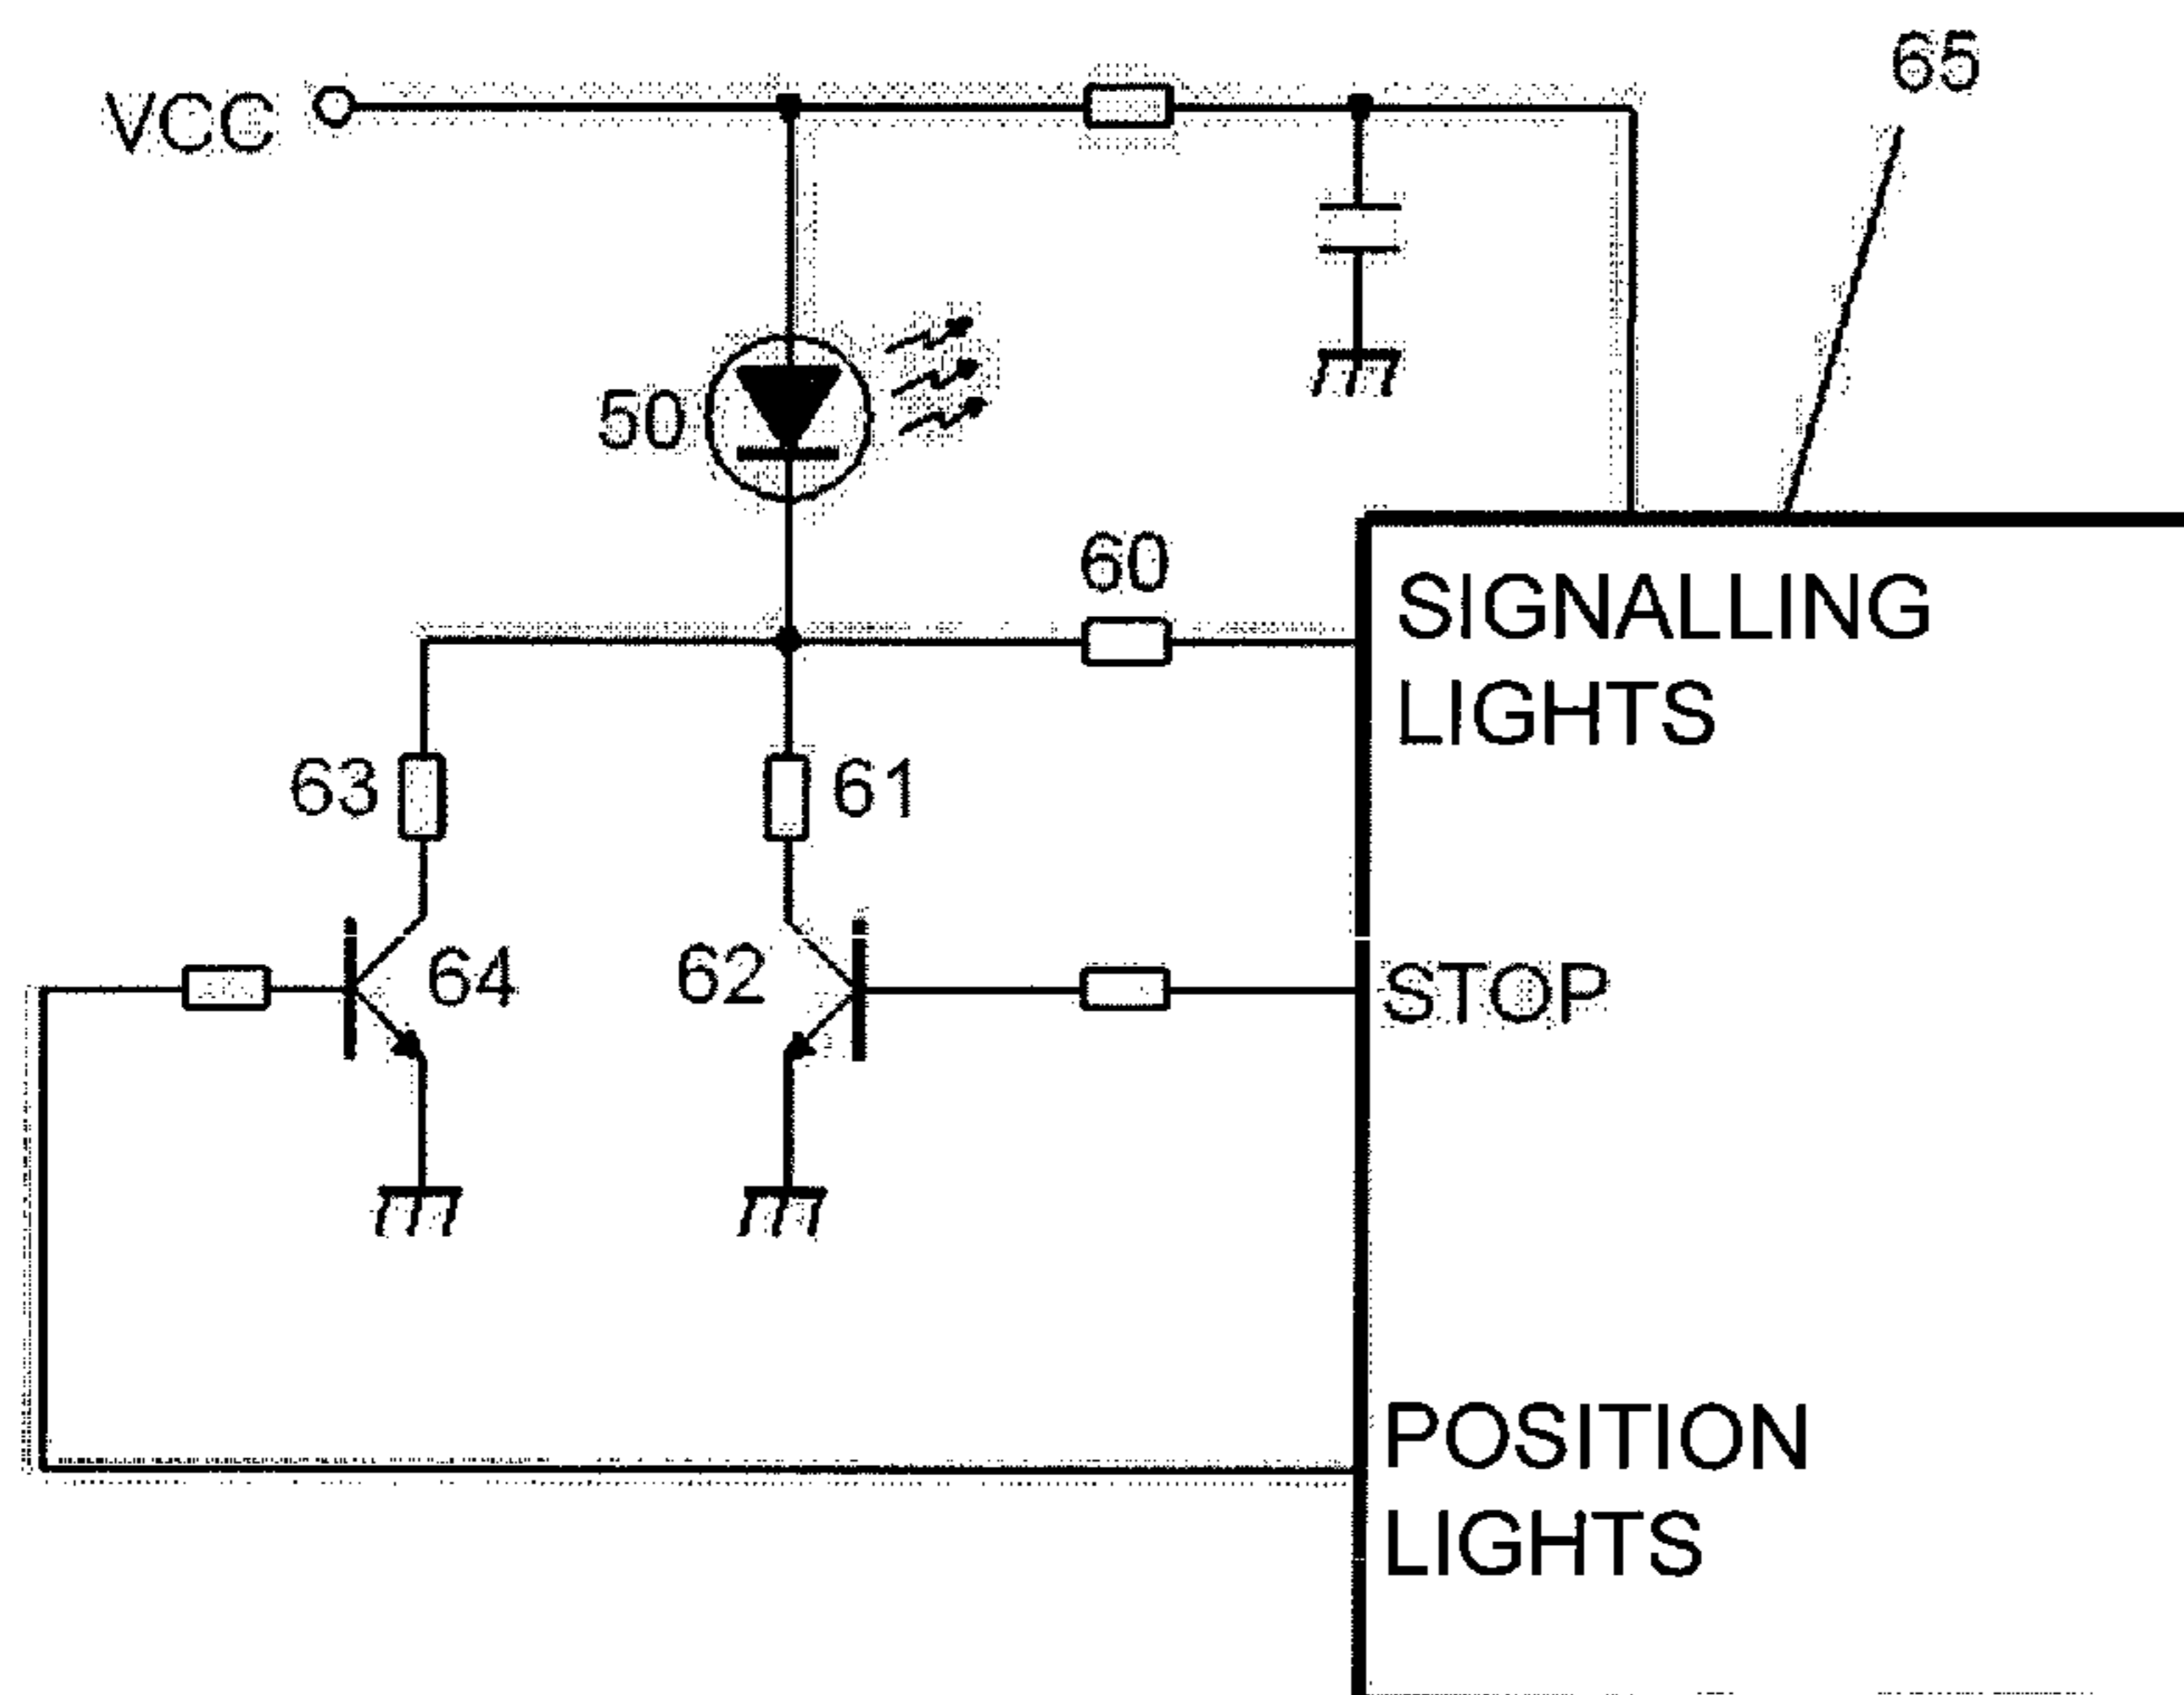 65
VCC
50
60
SIGNALLING
LIGHTS
63
61
64
62
STOP
POSITION
LIGHTS